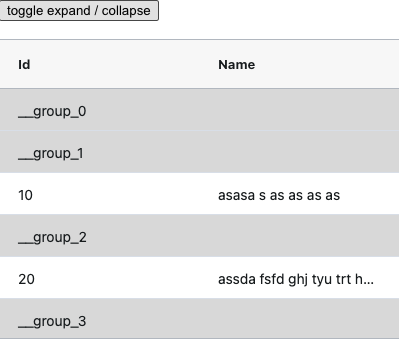 toggle expand / collapse
Id Name
__group_0
__group_1
10 asasa s as as as as
__group_2
20 assda fsfd ghj tyu trt h...
__group_3